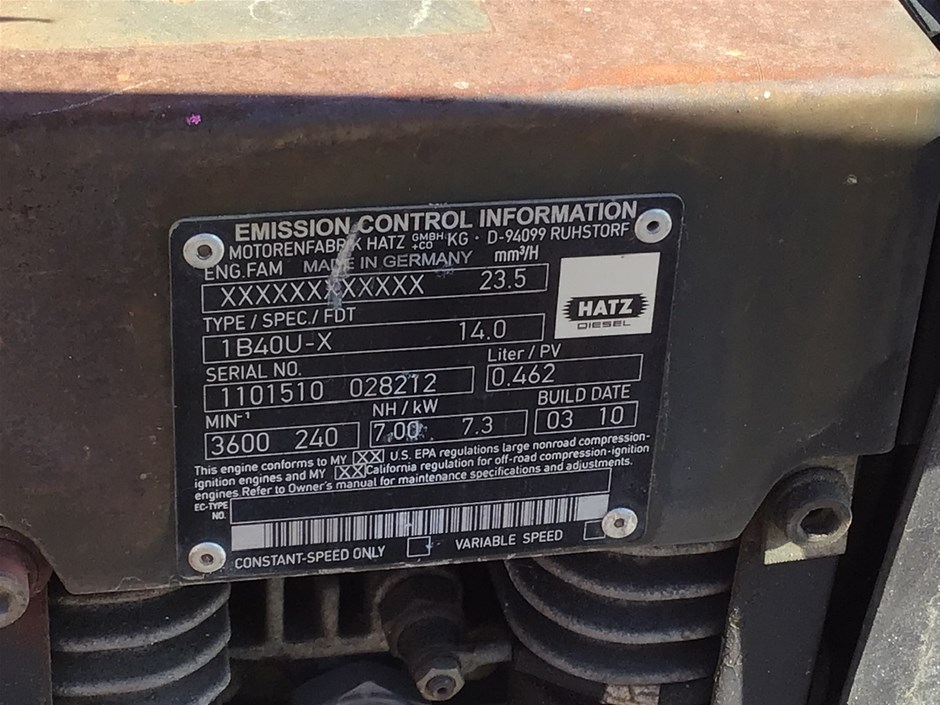 EMISSION CONTROL INFORMATION
MOTORENFABRIK HATZ GMBH +CO KG · D-94099 RUHSTORF
ENG.FAM MADE IN GERMANY mm³/H
XXXXXXXXXXXX 23.5
HATZ
DIESEL
TYPE / SPEC./ FDT
1B40U-X 14.0
SERIAL NO. Liter / PV
1101510 028212 0.462
MIN⁻¹ NH / kW BUILD DATE
3600 240 7.00 7.3 03 10
This engine conforms to MY XX U.S. EPA regulations large nonroad compression-
ignition engines and MY XX California regulation for off-road compression-ignition
engines Refer to Owner's manual for maintenance specifications and adjustments.
EC-TYPE
NO.
CONSTANT-SPEED ONLY VARIABLE SPEED